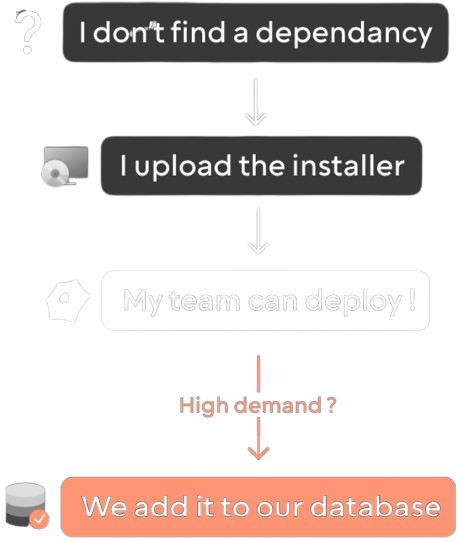 I don't find a dependancy
I upload the installer
My team can deploy !
High demand ?
We add it to our database